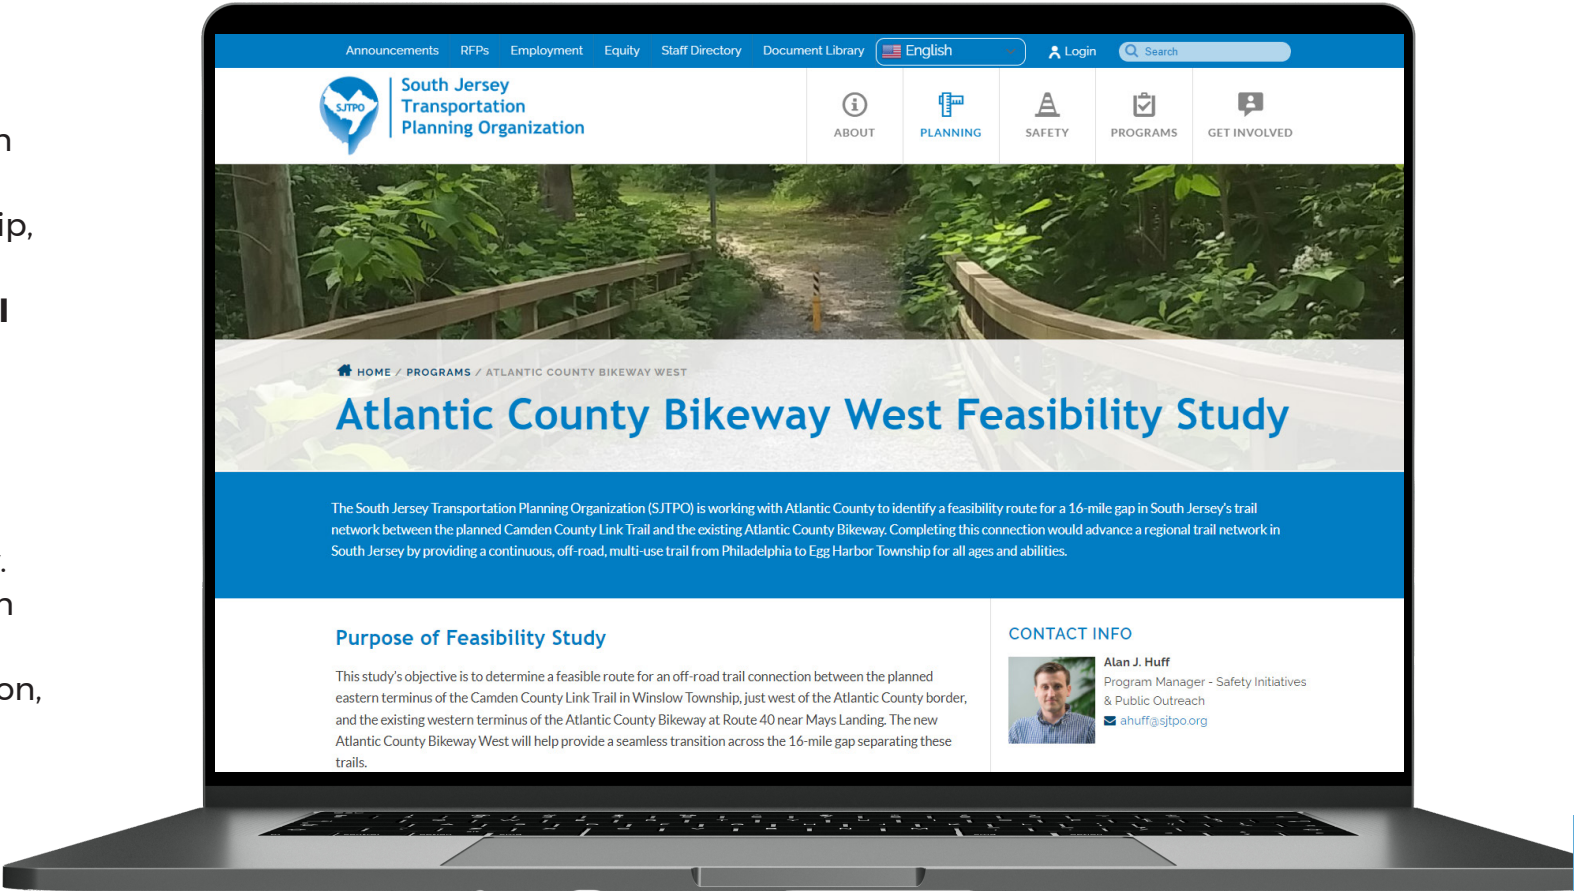 n
ip,
l
.
n
on,
Announcements RFPs Employment Equity Staff Directory Document Library English Login Search
SJTPO
South Jersey
Transportation
Planning Organization
ABOUT PLANNING SAFETY PROGRAMS GET INVOLVED
HOME / PROGRAMS / ATLANTIC COUNTY BIKEWAY WEST
Atlantic County Bikeway West Feasibility Study
The South Jersey Transportation Planning Organization (SJTPO) is working with Atlantic County to identify a feasibility route for a 16-mile gap in South Jersey's trail
network between the planned Camden County Link Trail and the existing Atlantic County Bikeway. Completing this connection would advance a regional trail network in
South Jersey by providing a continuous, off-road, multi-use trail from Philadelphia to Egg Harbor Township for all ages and abilities.
Purpose of Feasibility Study
This study's objective is to determine a feasible route for an off-road trail connection between the planned
eastern terminus of the Camden County Link Trail in Winslow Township, just west of the Atlantic County border,
and the existing western terminus of the Atlantic County Bikeway at Route 40 near Mays Landing. The new
Atlantic County Bikeway West will help provide a seamless transition across the 16-mile gap separating these
trails.
CONTACT INFO
Alan J. Huff
Program Manager - Safety Initiatives
& Public Outreach
ahuff@sjtpo.org